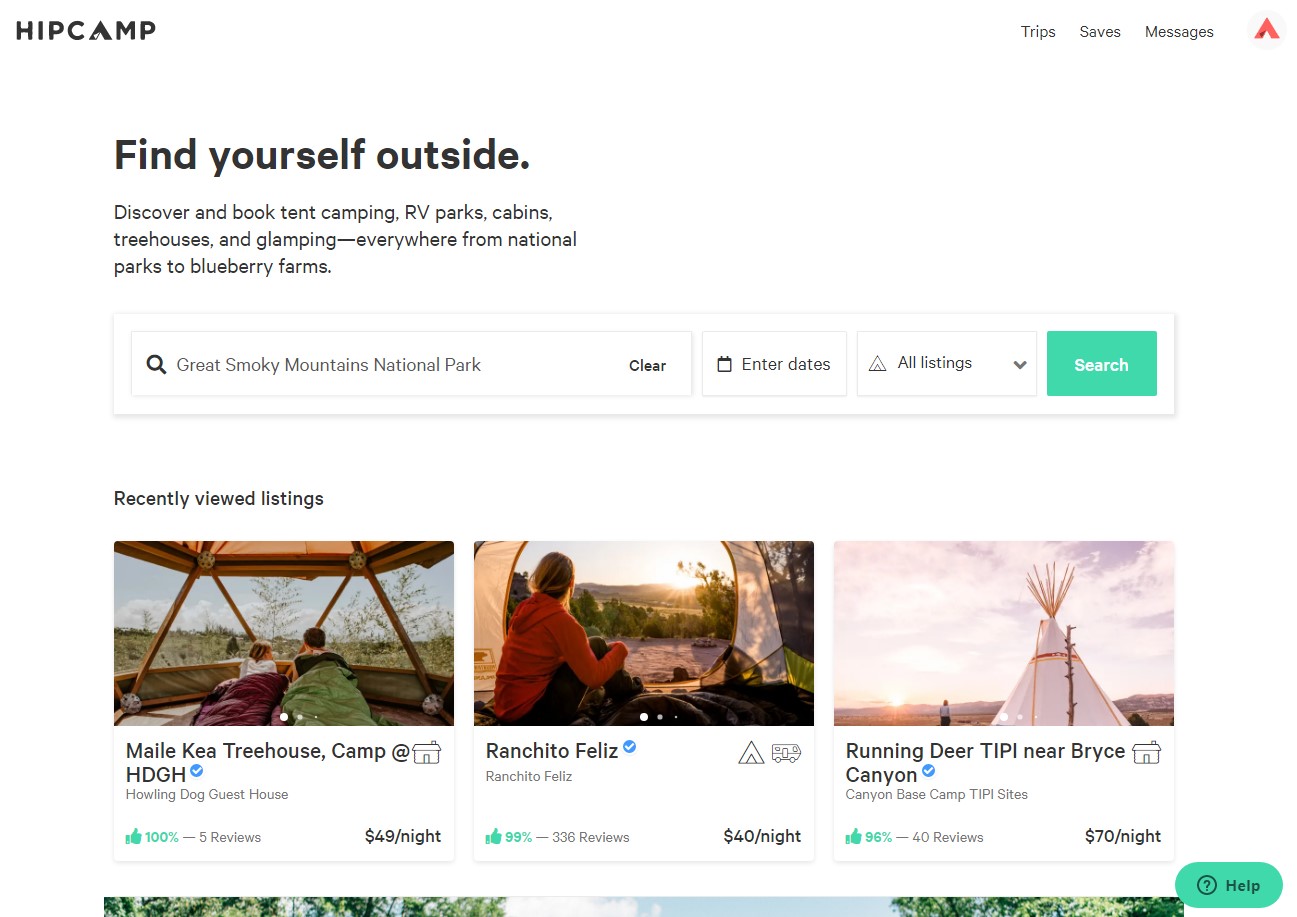 HIPCAMP
Trips Saves Messages
Find yourself outside.
Discover and book tent camping, RV parks, cabins,
treehouses, and glamping—everywhere from national
parks to blueberry farms.
Great Smoky Mountains National Park Clear Enter dates All listings Search
Recently viewed listings
Maile Kea Treehouse, Camp @
HDGH
Howling Dog Guest House
100% — 5 Reviews $49/night
Ranchito Feliz
Ranchito Feliz
99% — 336 Reviews $40/night
Running Deer TIPI near Bryce
Canyon
Canyon Base Camp TIPI Sites
96% — 40 Reviews $70/night
Help